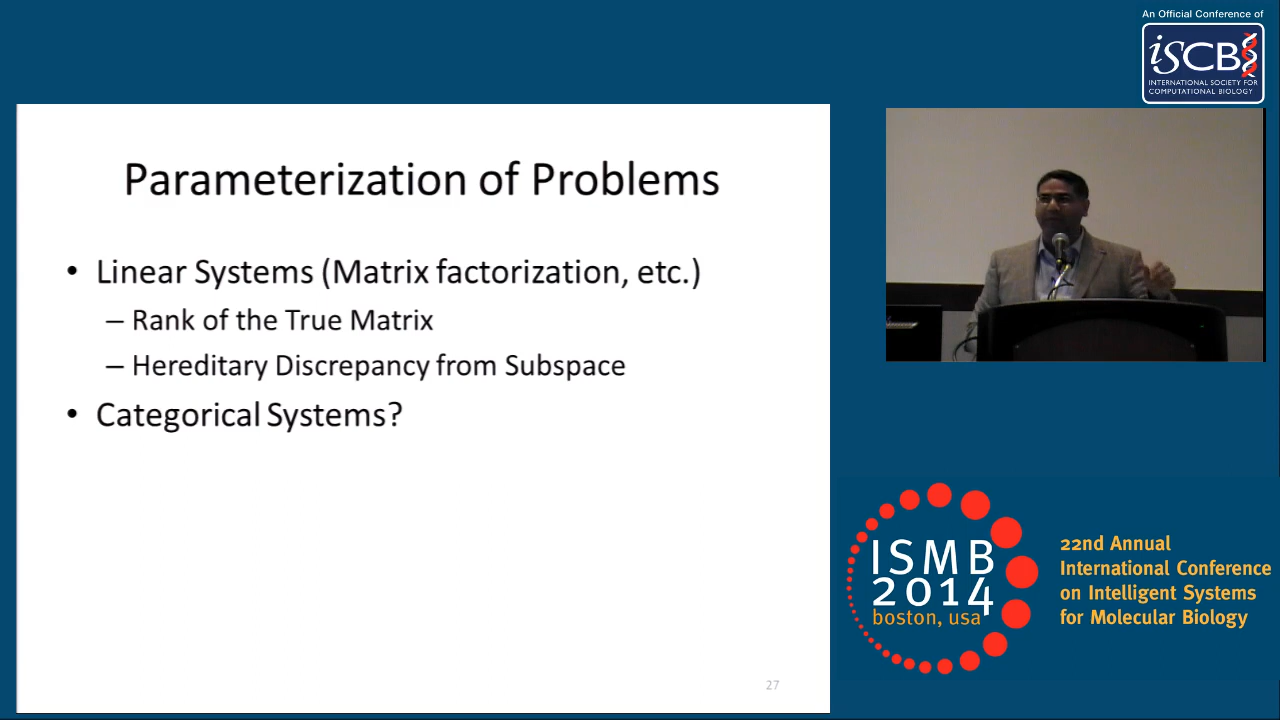 An Official Conference of
iSCB
INTERNATIONAL SOCIETY FOR
COMPUTATIONAL BIOLOGY
Parameterization of Problems
• Linear Systems (Matrix factorization, etc.)
– Rank of the True Matrix
– Hereditary Discrepancy from Subspace
• Categorical Systems?
27
ISMB
2014
boston, usa
22nd Annual
International Conference
on Intelligent Systems
for Molecular Biology